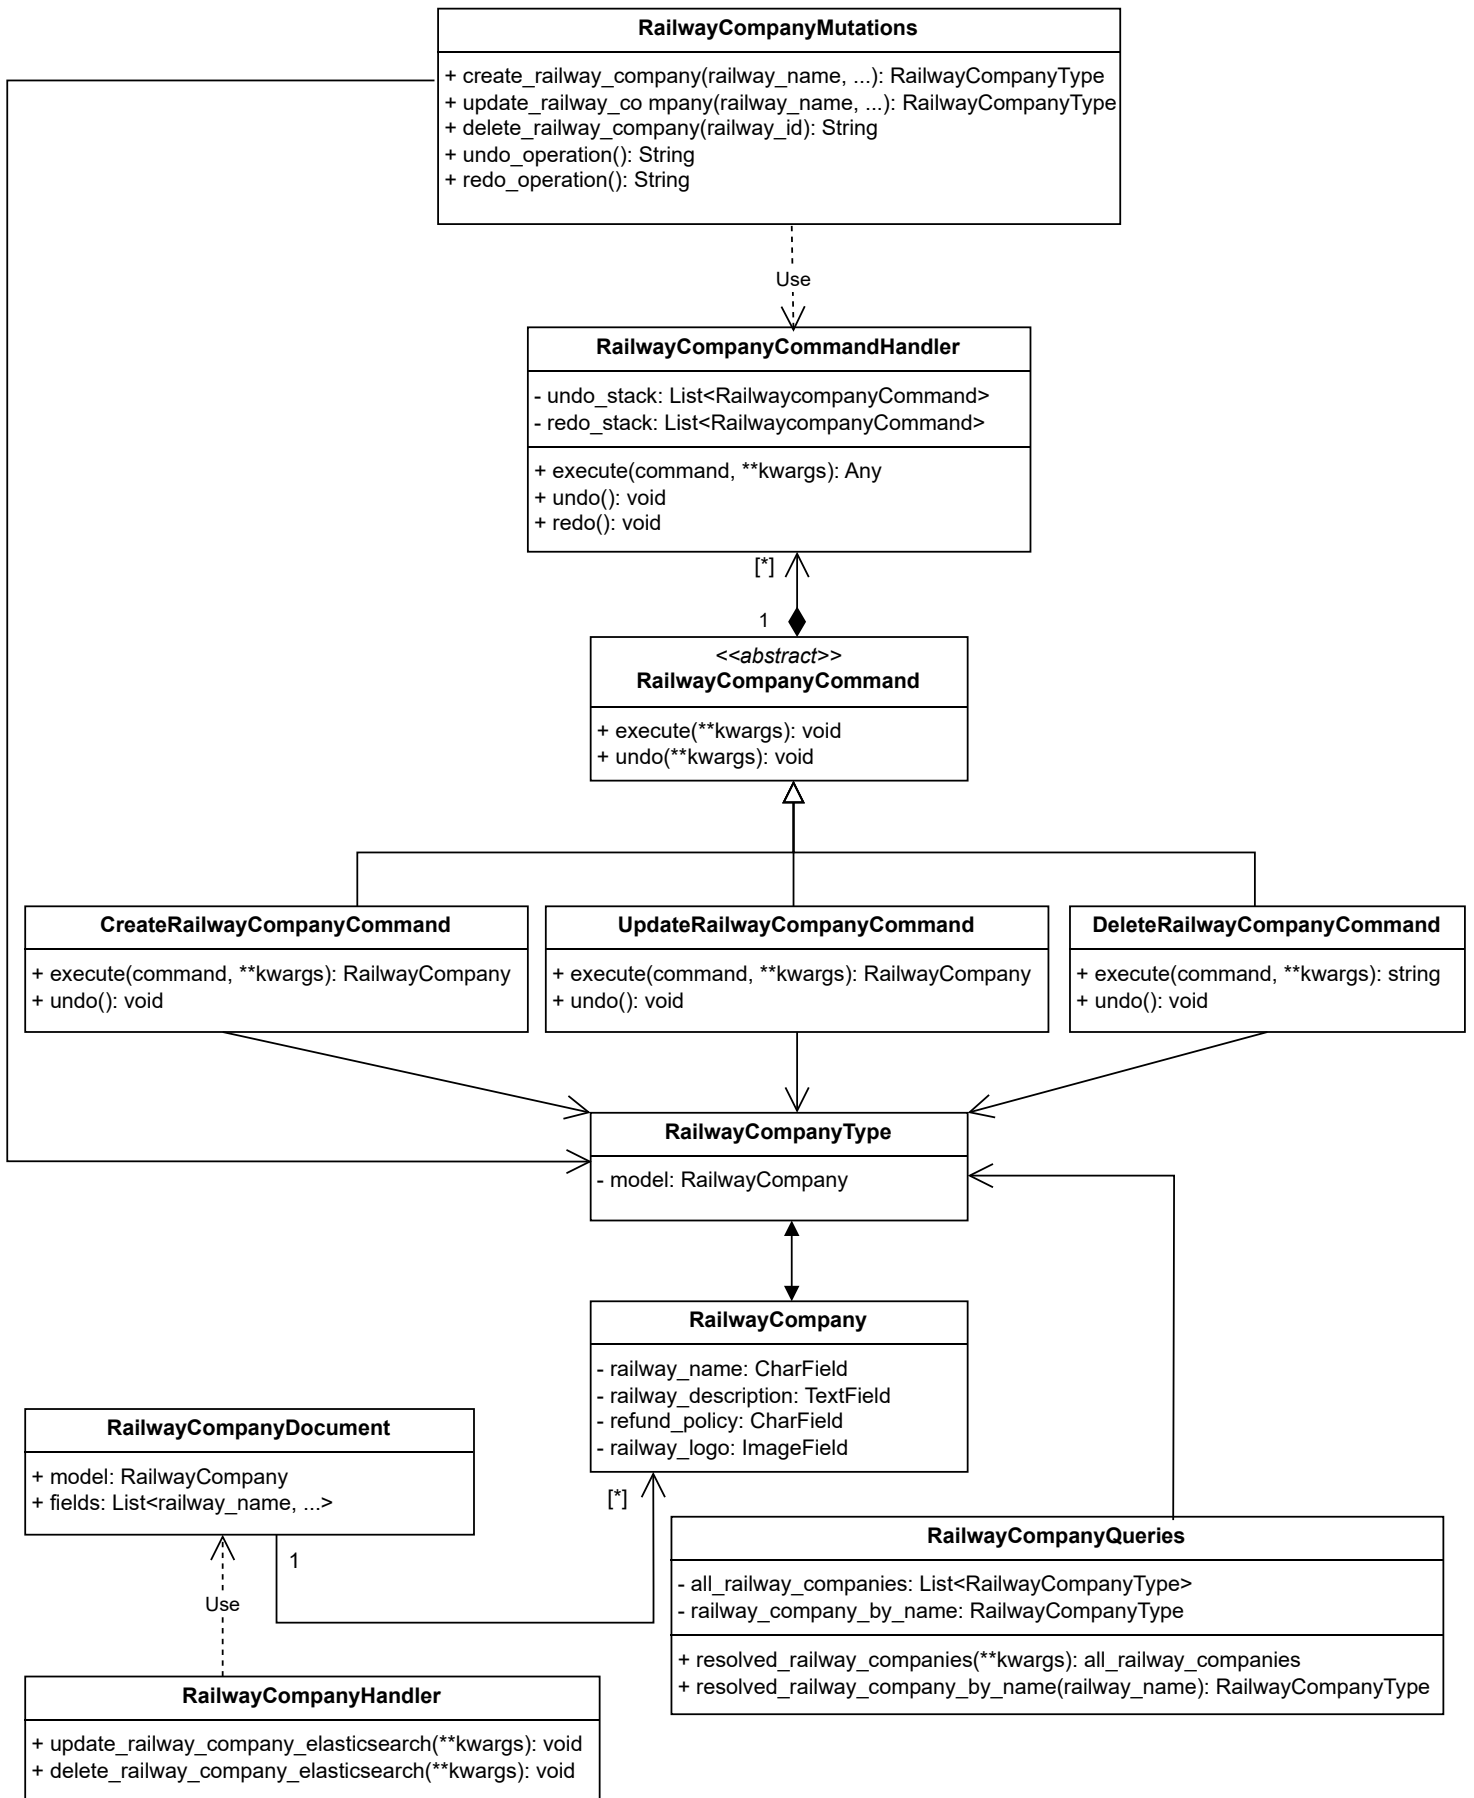 RailwayCompanyMutations
+ create_railway_company(railway_name, ...): RailwayCompanyType
+ update_railway_co mpany(railway_name, ...): RailwayCompanyType
+ delete_railway_company(railway_id): String
+ undo_operation(): String
+ redo_operation(): String
Use
RailwayCompanyCommandHandler
- undo_stack: List<RailwaycompanyCommand>
- redo_stack: List<RailwaycompanyCommand>
+ execute(command, **kwargs): Any
+ undo(): void
+ redo(): void
[*]
1
<<abstract>>
RailwayCompanyCommand
+ execute(**kwargs): void
+ undo(**kwargs): void
CreateRailwayCompanyCommand
+ execute(command, **kwargs): RailwayCompany
+ undo(): void
UpdateRailwayCompanyCommand
+ execute(command, **kwargs): RailwayCompany
+ undo(): void
DeleteRailwayCompanyCommand
+ execute(command, **kwargs): string
+ undo(): void
RailwayCompanyType
- model: RailwayCompany
RailwayCompany
- railway_name: CharField
- railway_description: TextField
- refund_policy: CharField
- railway_logo: ImageField
[*]
RailwayCompanyDocument
+ model: RailwayCompany
+ fields: List<railway_name, ...>
1
Use
RailwayCompanyQueries
- all_railway_companies: List<RailwayCompanyType>
- railway_company_by_name: RailwayCompanyType
+ resolved_railway_companies(**kwargs): all_railway_companies
+ resolved_railway_company_by_name(railway_name): RailwayCompanyType
RailwayCompanyHandler
+ update_railway_company_elasticsearch(**kwargs): void
+ delete_railway_company_elasticsearch(**kwargs): void